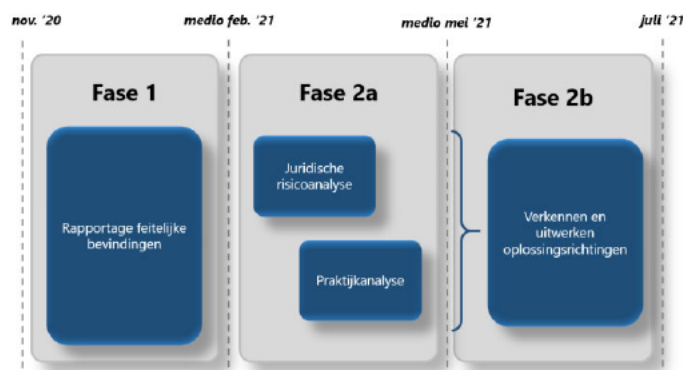 nov. '20
medio feb. '21
medio mei '21
juli '21
Fase 1
Fase 2a
Fase 2b
Rapportage feitelijke
bevindingen
Juridische
risicoanalyse
Praktijkanalyse
Verkennen en
uitwerken
oplossingsrichtingen